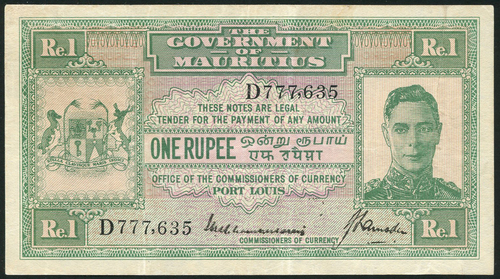 Re.1
Re.1
THE
GOVERNMENT
OF
MAURITIUS
D777,635
THESE NOTES ARE LEGAL
TENDER FOR THE PAYMENT OF ANY AMOUNT
ONE RUPEE ஒன்று ரூபாய்
एक रुपैआ
OFFICE OF THE COMMISSIONERS OF CURRENCY
PORT LOUIS
D777,635
COMMISSIONERS OF CURRENCY
Re.1
Re.1